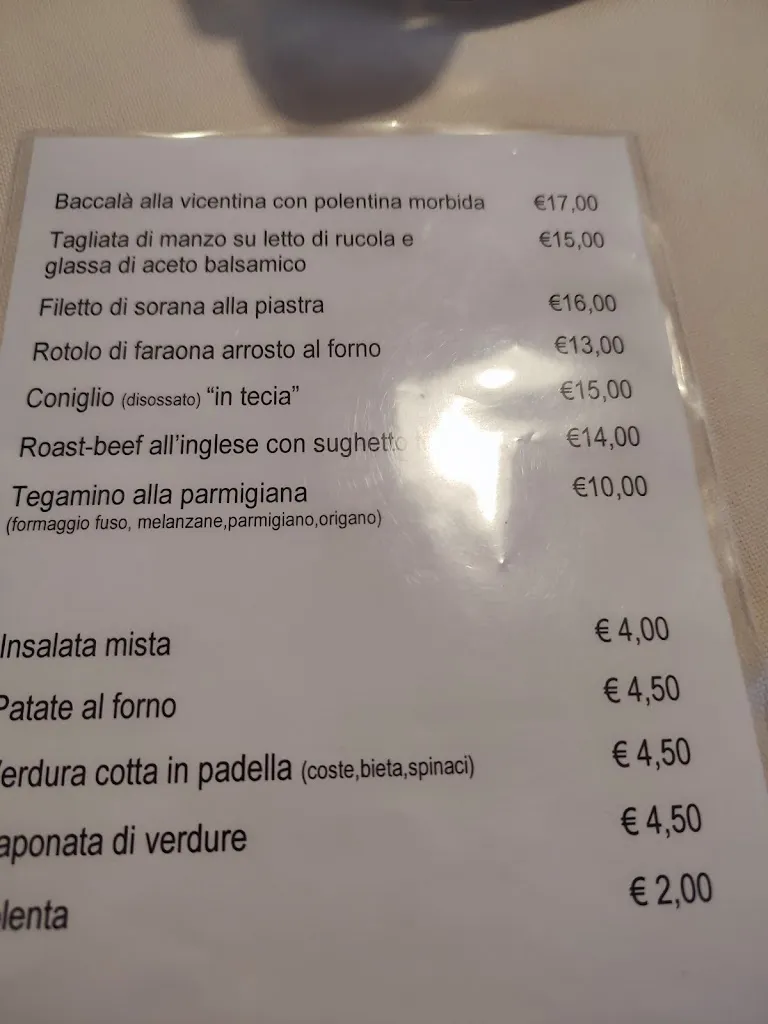 Baccalà alla vicentina con polentina morbida €17,00
Tagliata di manzo su letto di rucola e €15,00
glassa di aceto balsamico
Filetto di sorana alla piastra €16,00
Rotolo di faraona arrosto al forno €13,00
Coniglio (disossato) “in tecia” €15,00
Roast-beef all’inglese con sughetto €14,00
Tegamino alla parmigiana €10,00
(formaggio fuso, melanzane,parmigiano,origano)
Insalata mista € 4,00
Patate al forno € 4,50
erdura cotta in padella (coste,bieta,spinaci) € 4,50
aponata di verdure € 4,50
lenta € 2,00